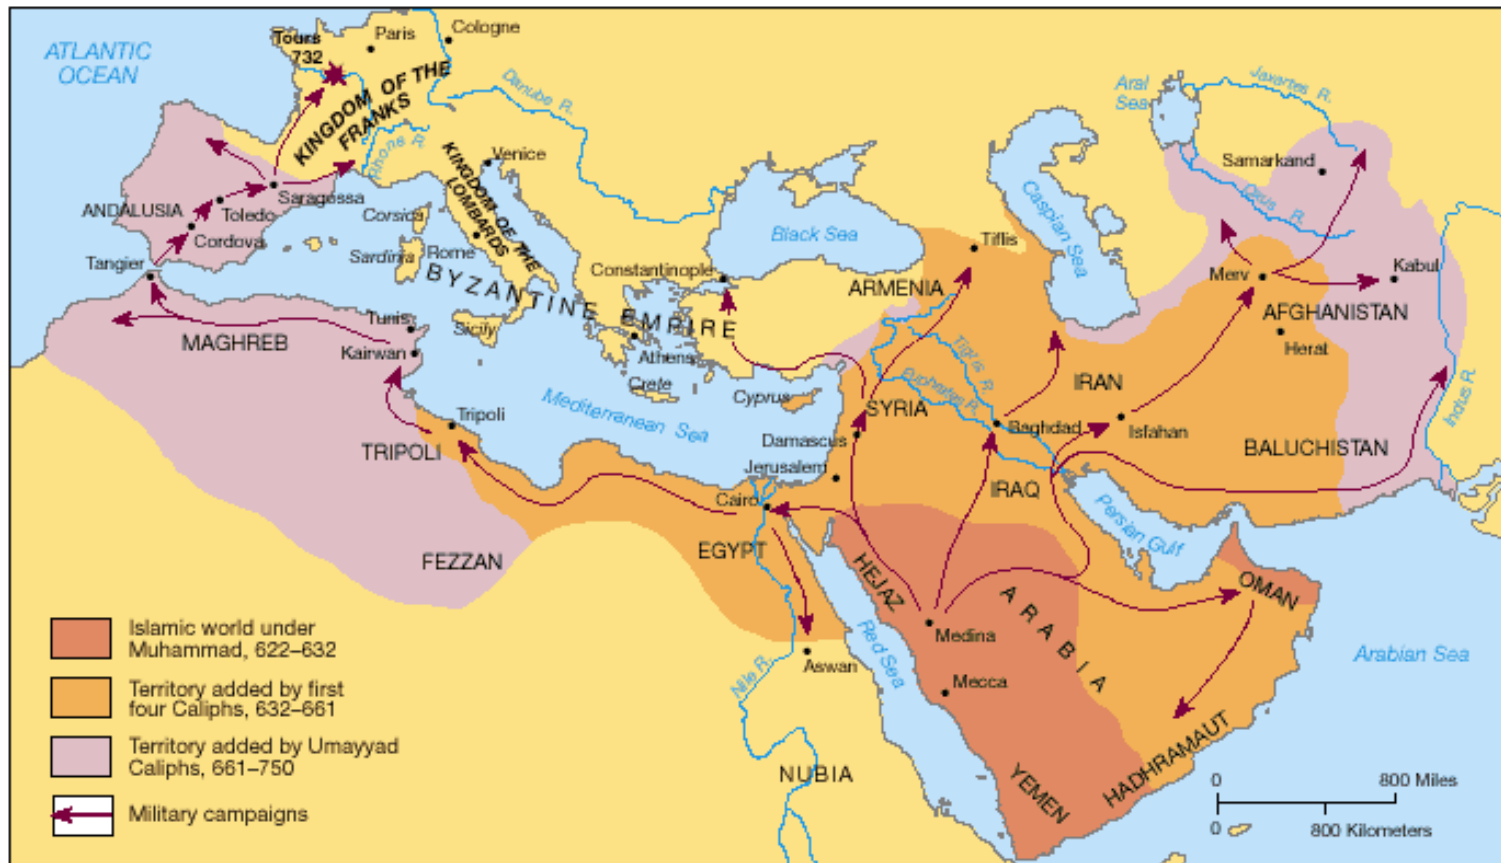 ATLANTIC
OCEAN
Tours
732
Paris
Cologne
KINGDOM OF THE
FRANKS
Danube R.
Rhone R.
Venice
KINGDOM OF THE
LOMBARDS
Aral
Sea
Jaxartes R.
Samarkand
Oxus R.
Caspian Sea
Black Sea
Tiflis
ANDALUSIA
Saragossa
Toledo
Cordova
Corsica
Sardinia
Rome
Tangier
BYZANTINE EMPIRE
Constantinople
ARMENIA
Merv
Kabul
AFGHANISTAN
Herat
MAGHREB
Tunis
Kairwan
Sicily
Athens
Crete
Cyprus
Mediterranean Sea
Tigris R.
Euphrates R.
SYRIA
IRAN
Indus R.
Tripoli
TRIPOLI
Damascus
Baghdad
Isfahan
BALUCHISTAN
Jerusalem
IRAQ
Cairo
Persian Gulf
FEZZAN
EGYPT
HEJAZ
ARABIA
OMAN
Medina
Red Sea
Arabian Sea
Aswan
Nile R.
Mecca
NUBIA
YEMEN
HADHRAMAUT
Islamic world under
Muhammad, 622–632
Territory added by first
four Caliphs, 632–661
Territory added by Umayyad
Caliphs, 661–750
Military campaigns
0 800 Miles
0 800 Kilometers